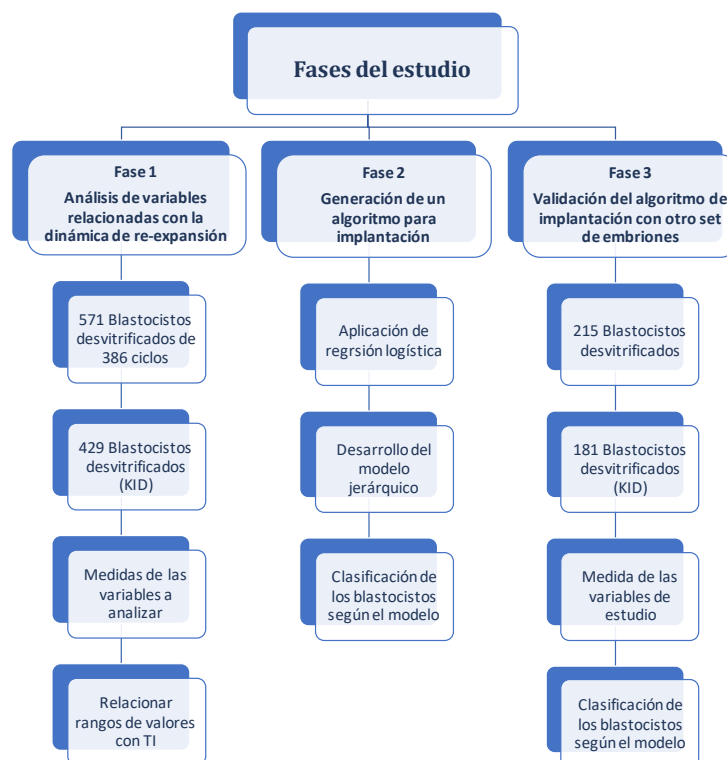 Fases del estudio
Fase 1
Análisis de variables
relacionadas con la
dinámica de re-expansión
571 Blastocistos
desvitrificados de
386 ciclos
429 Blastocistos
desvitrificados
(KID)
Medidas de las
variables a
analizar
Relacionar
rangos de valores
con TI
Fase 2
Generación de un
algoritmo para
implantación
Aplicación de
regrsión logística
Desarrollo del
modelo
jerárquico
Clasificación de
los blastocistos
según el modelo
Fase 3
Validación del algoritmo de
implantación con otro set
de embriones
215 Blastocistos
desvitrificados
181 Blastocistos
desvitrificados
(KID)
Medida de las
variables de
estudio
Clasificación de
los blastocistos
según el modelo